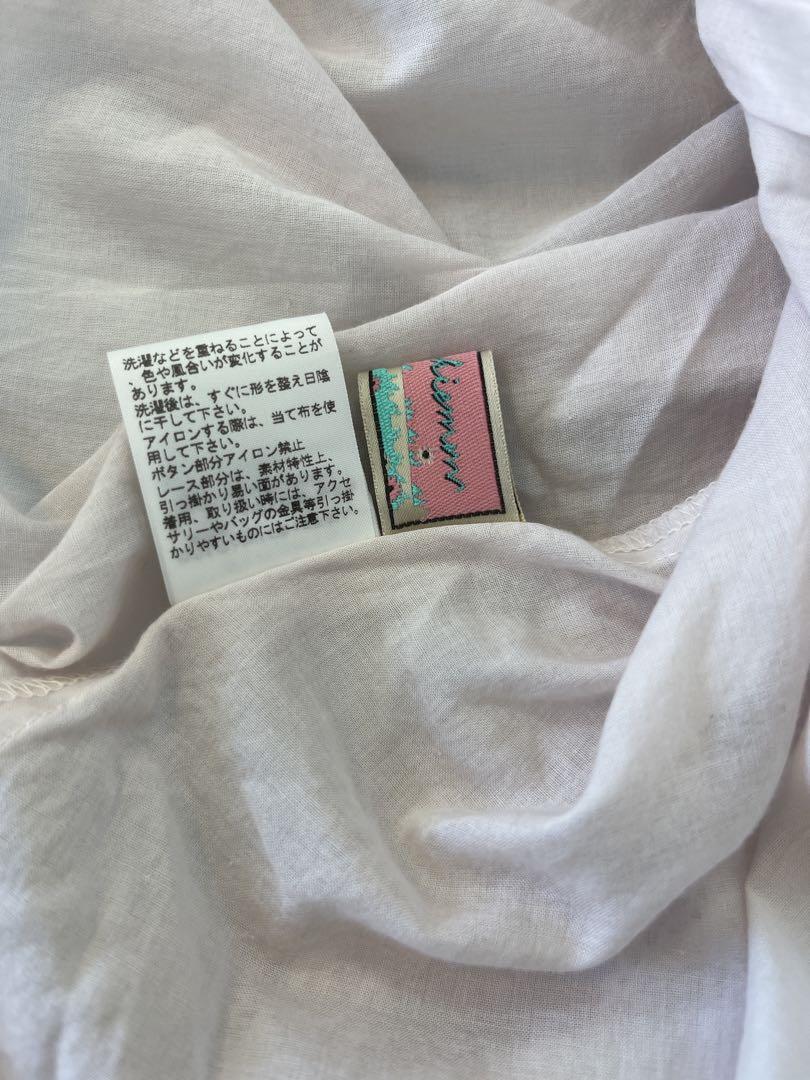 洗濯などを重ねることによって
、色や風合いが変化することが
あります。
洗濯後は、すぐに形を整え日陰
に干して下さい。
アイロンする際は、当て布を使
用して下さい。
ボタン部分アイロン禁止
レース部分は、素材特性上、
引っ掛かり易い面があります。
着用、取り扱い時には、アクセ
サリーやバッグの金具等引っ掛
かりやすいものにはご注意下さい。